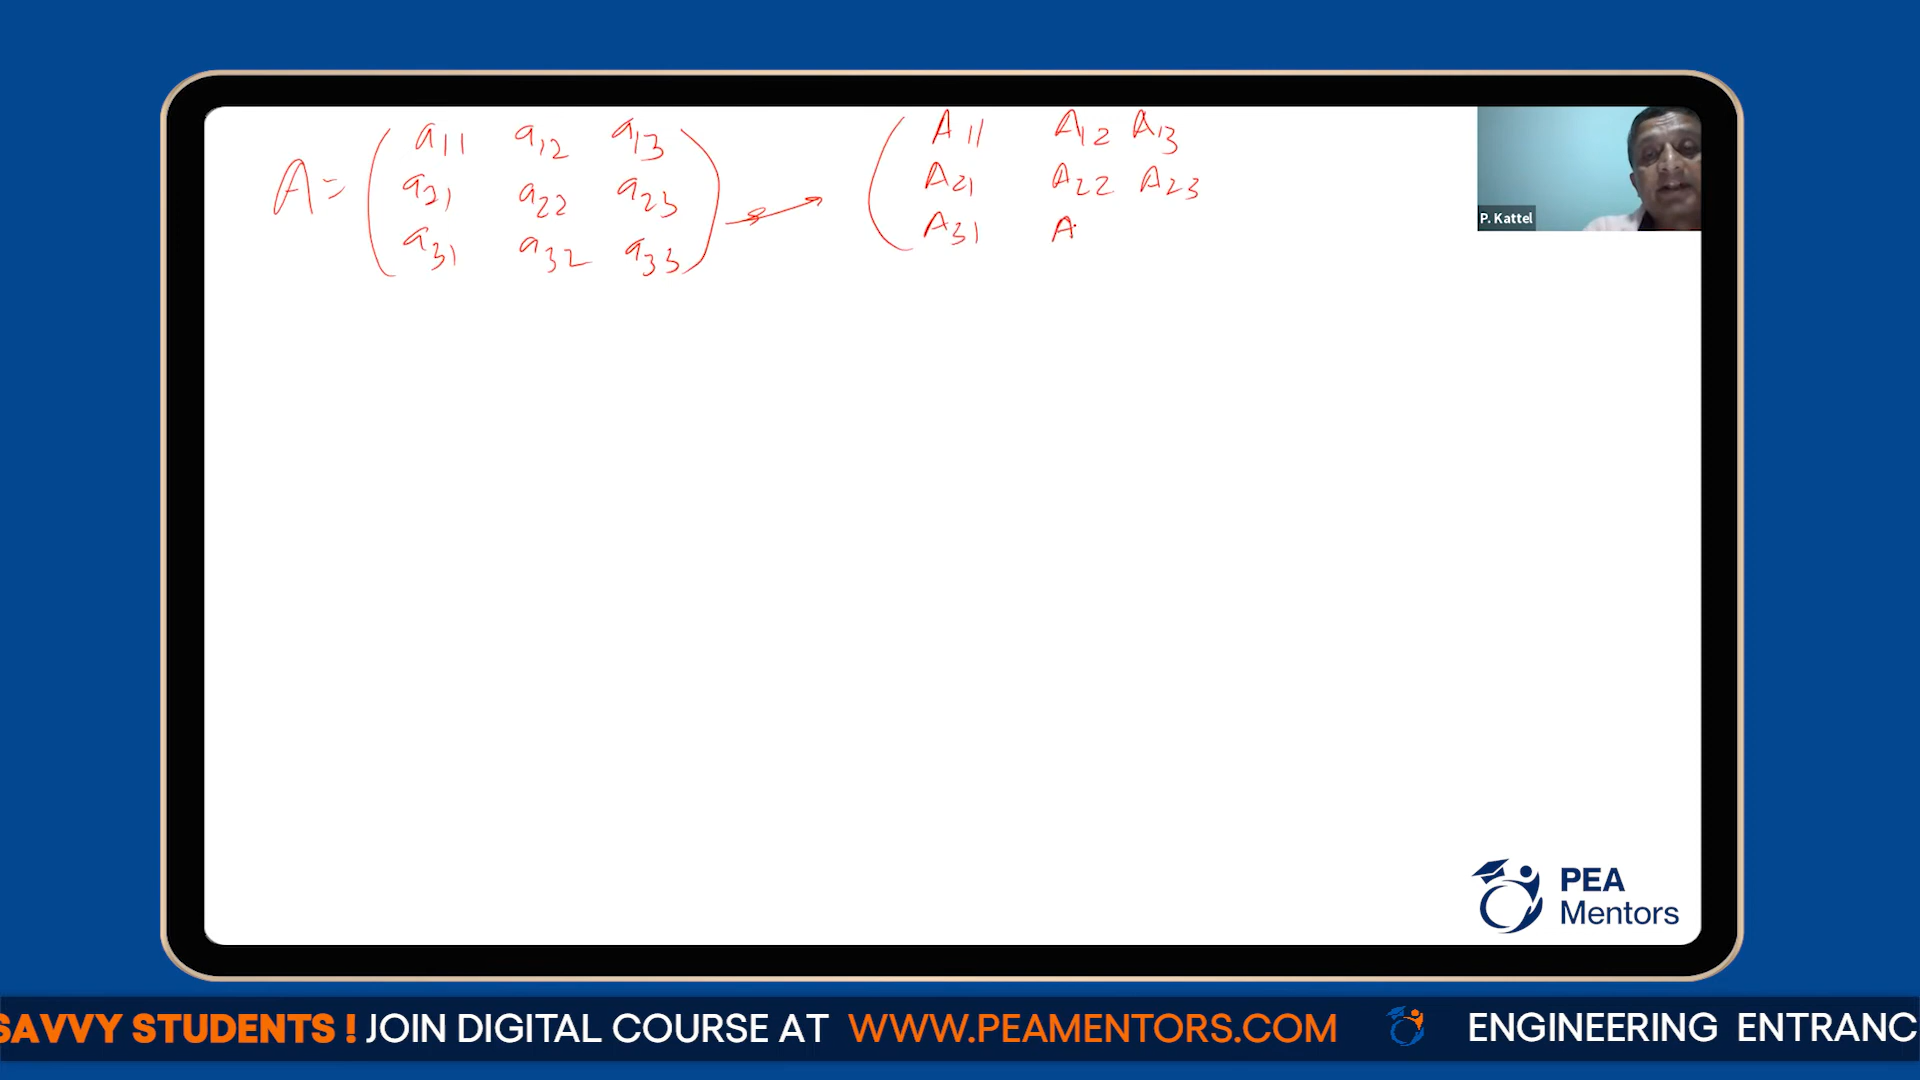 A = ( a11 a12 a13 → ( A11 A12 A13
a21 a22 a23 A21 A22 A23
a31 a32 a33 ) A31 A
P. Kattel
PEA
Mentors
SAVVY STUDENTS ! JOIN DIGITAL COURSE AT WWW.PEAMENTORS.COM ENGINEERING ENTRANC